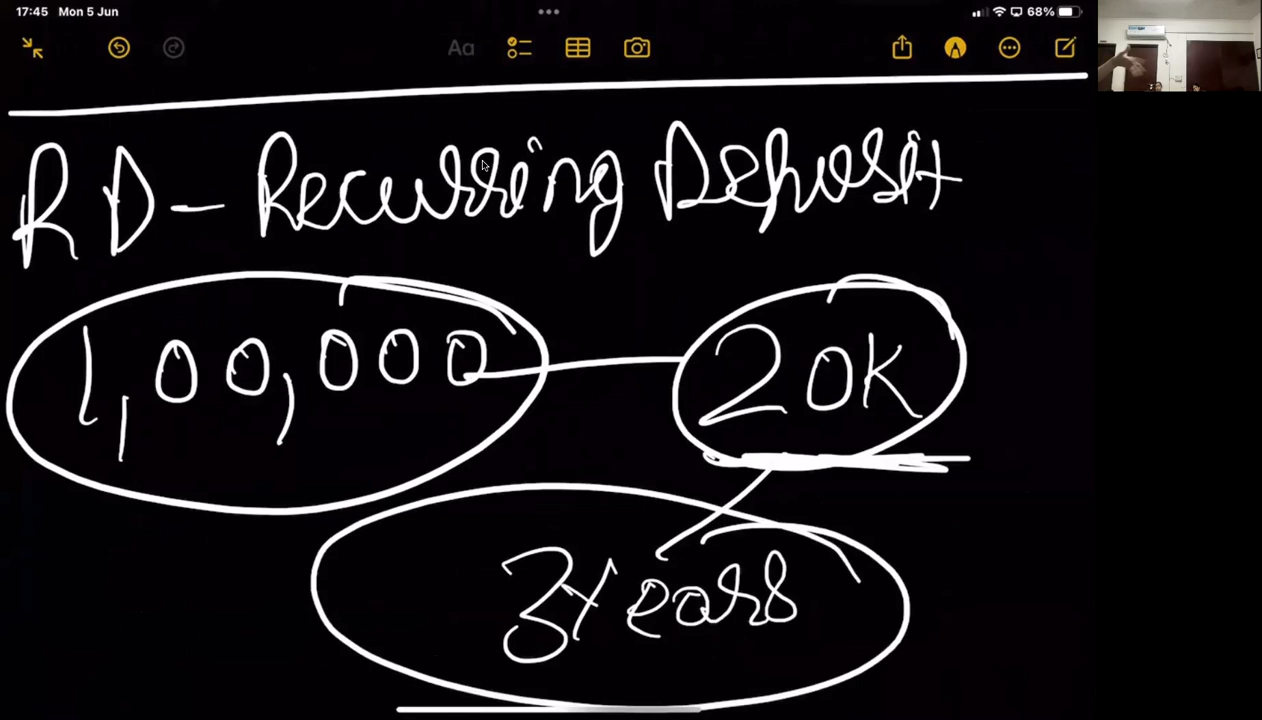 17:45 Mon 5 Jun
68%
Aa
RD - Recurring Deposit
1,00,000
20K
3Years